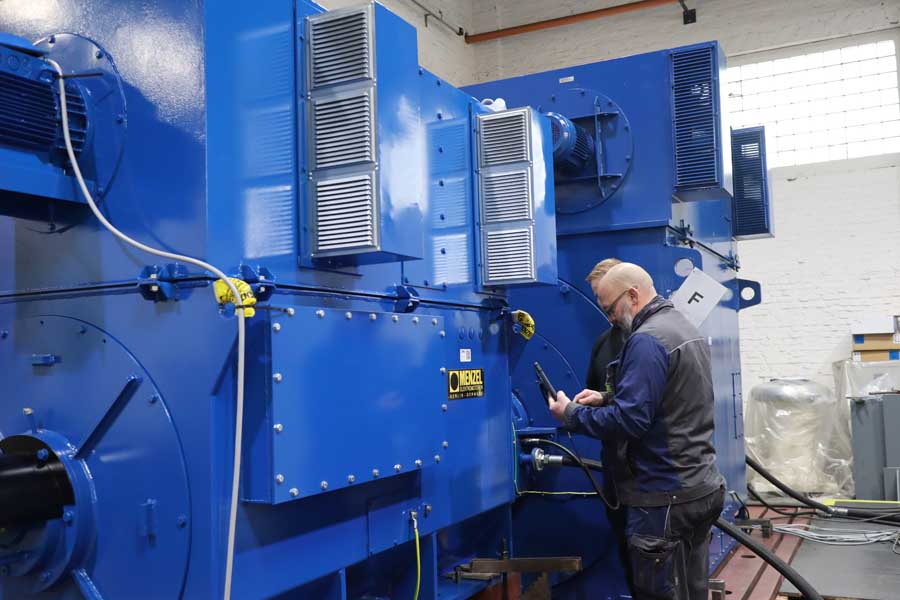 MENZEL
ELEKTROMOTOREN
BERLIN · GERMANY
F